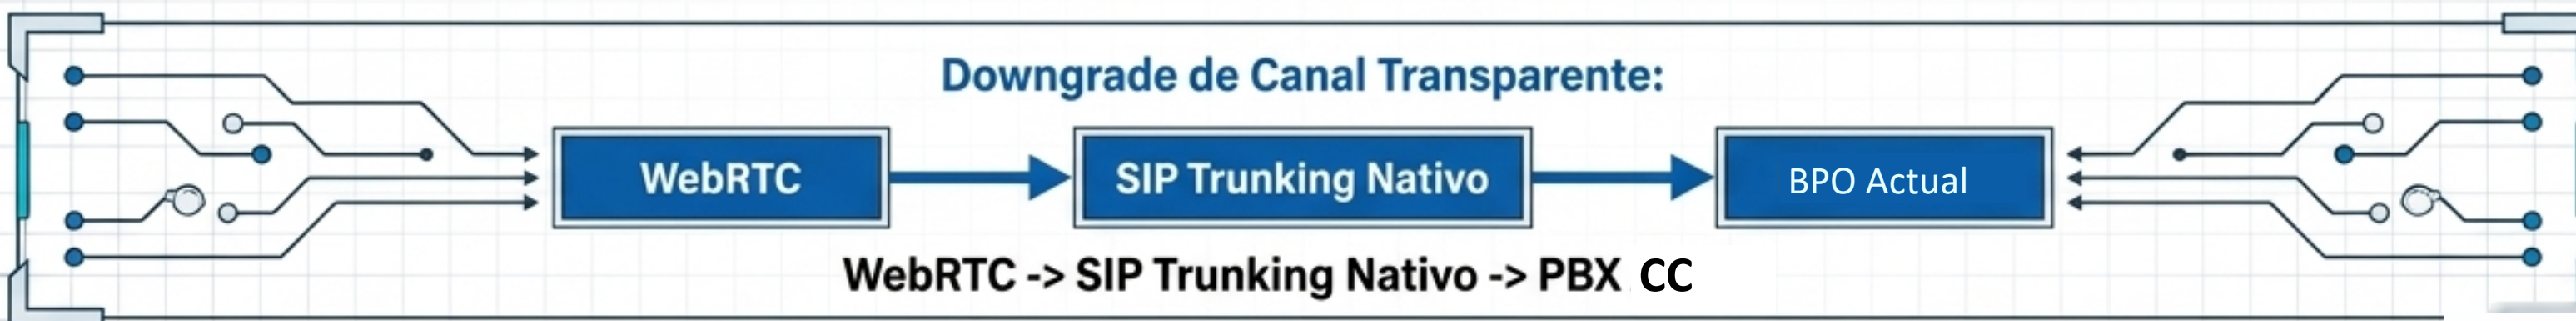 Downgrade de Canal Transparente:
WebRTC
SIP Trunking Nativo
BPO Actual
WebRTC -> SIP Trunking Nativo -> PBX CC